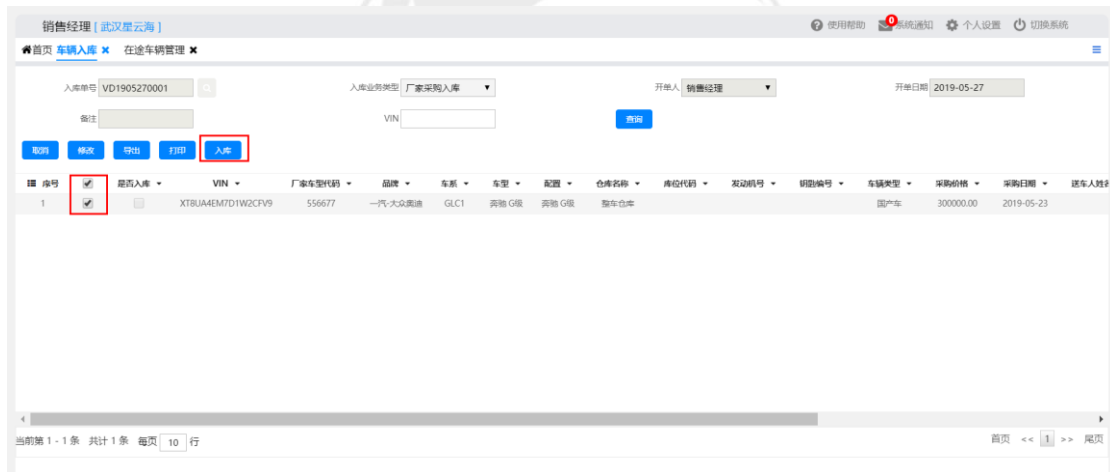 销售经理 [ 武汉星云海 ] 使用帮助 0 系统通知 个人设置 切换系统
首页 车辆入库 × 在途车辆管理 ×
入库单号 VD1905270001 入库业务类型 厂家采购入库 开单人 销售经理 开单日期 2019-05-27
备注 VIN 查询
取消 修改 导出 打印 入库
序号 是否入库 VIN 厂家车型代码 品牌 车系 车型 配置 仓库名称 库位代码 发动机号 钥匙编号 车辆类型 采购价格 采购日期 送车人姓名
1 XT8UA4EM7D1W2CFV9 556677 一汽-大众奥迪 GLC1 奔驰 G级 奔驰 G级 整车仓库 国产车 300000.00 2019-05-23
当前第 1 - 1 条 共计 1 条 每页 10 行 首页 << 1 >> 尾页